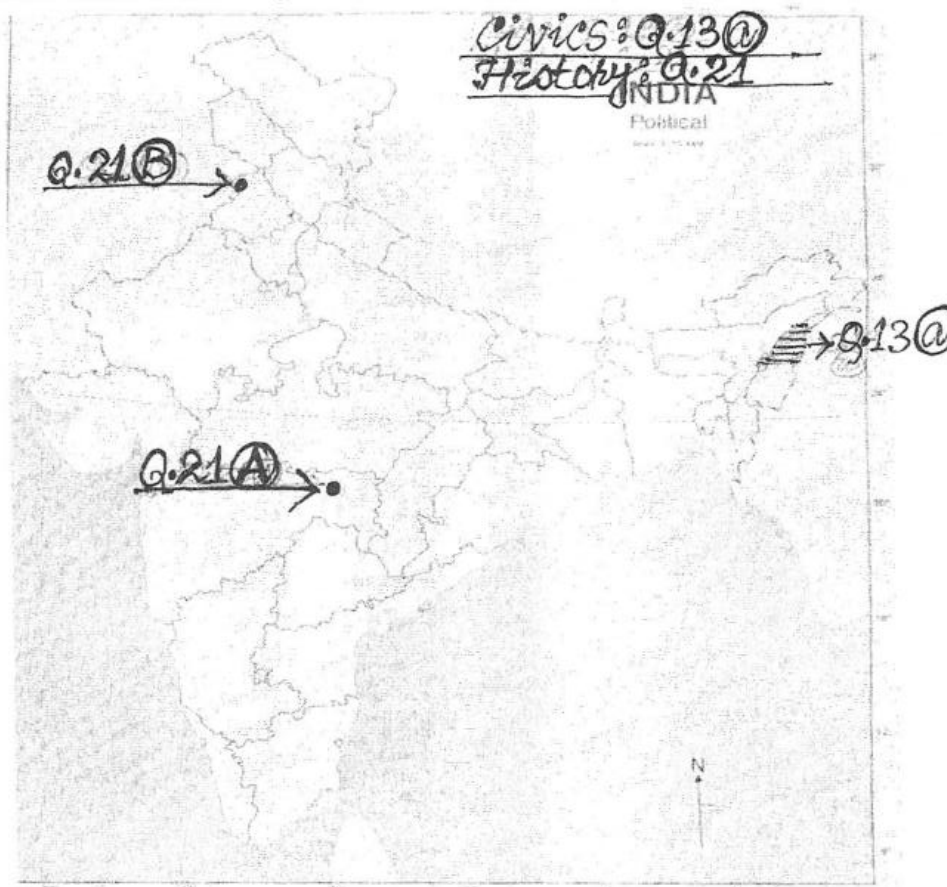 Civics: Q.13 (a)
History: Q.21
INDIA
Political
Q.21 (B)
Q.13 (a)
Q.21 (A)
N